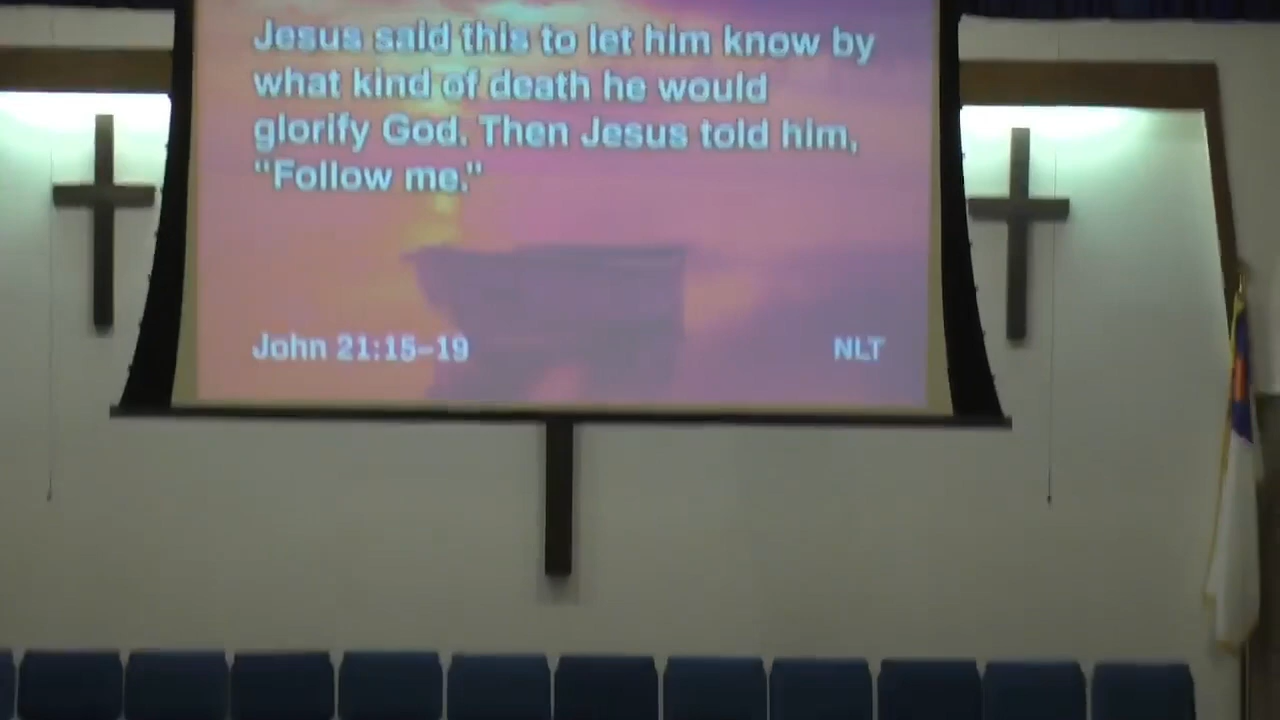 Jesus said this to let him know by
what kind of death he would
glorify God. Then Jesus told him,
"Follow me."
John 21:15–19 NLT